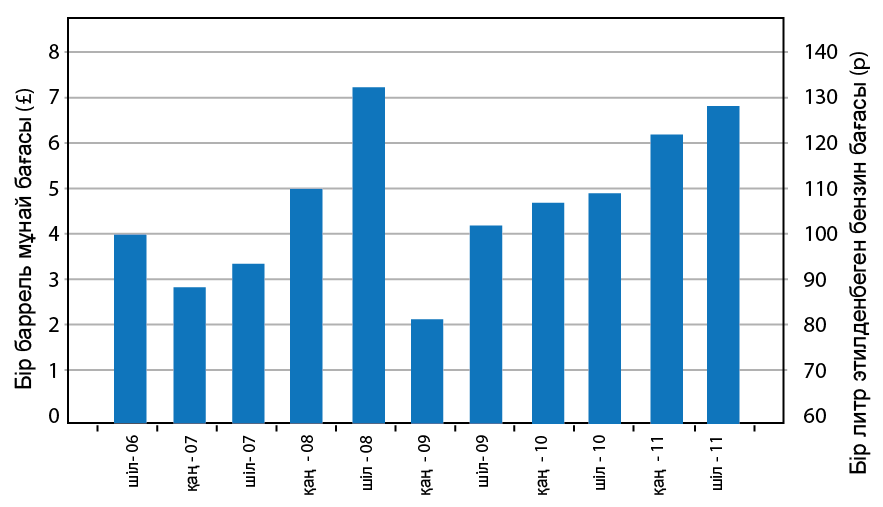 Бір баррель мұнай бағасы (£)
8
7
6
5
4
3
2
1
0
140
130
120
110
100
90
80
70
60
Бір литр этилденбеген бензин бағасы (p)
шіл- 06
қаң - 07
шіл- 07
қаң - 08
шіл - 08
қаң - 09
шіл- 09
қаң - 10
шіл - 10
қаң - 11
шіл - 11